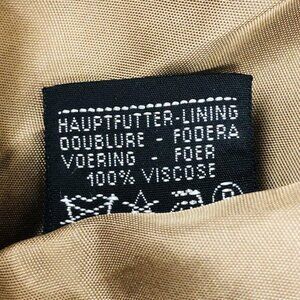 HAUPTFUTTER-LINING
DOUBLURE - FODERA
VOERING - FOER
100% VISCOSE